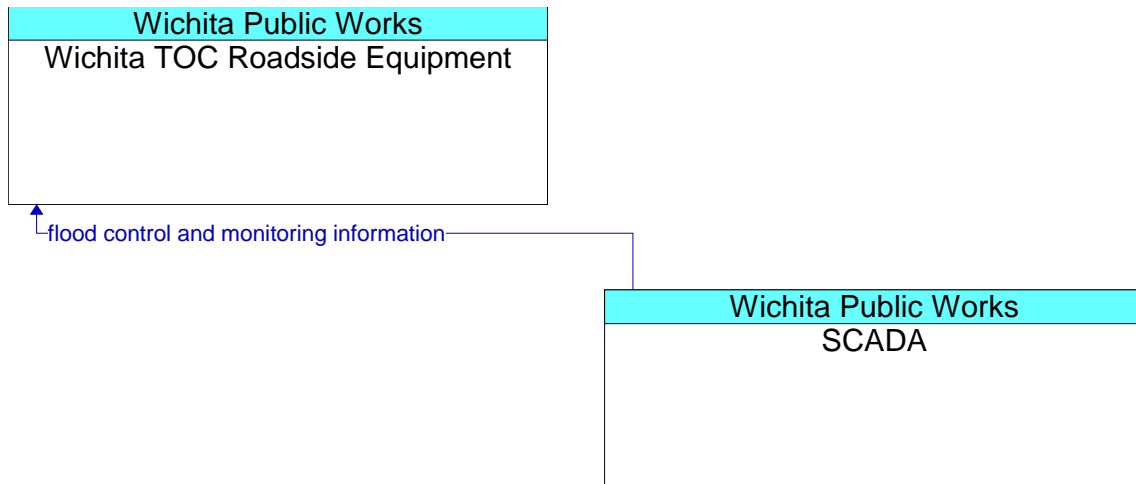 Wichita Public Works
Wichita TOC Roadside Equipment
flood control and monitoring information
Wichita Public Works
SCADA